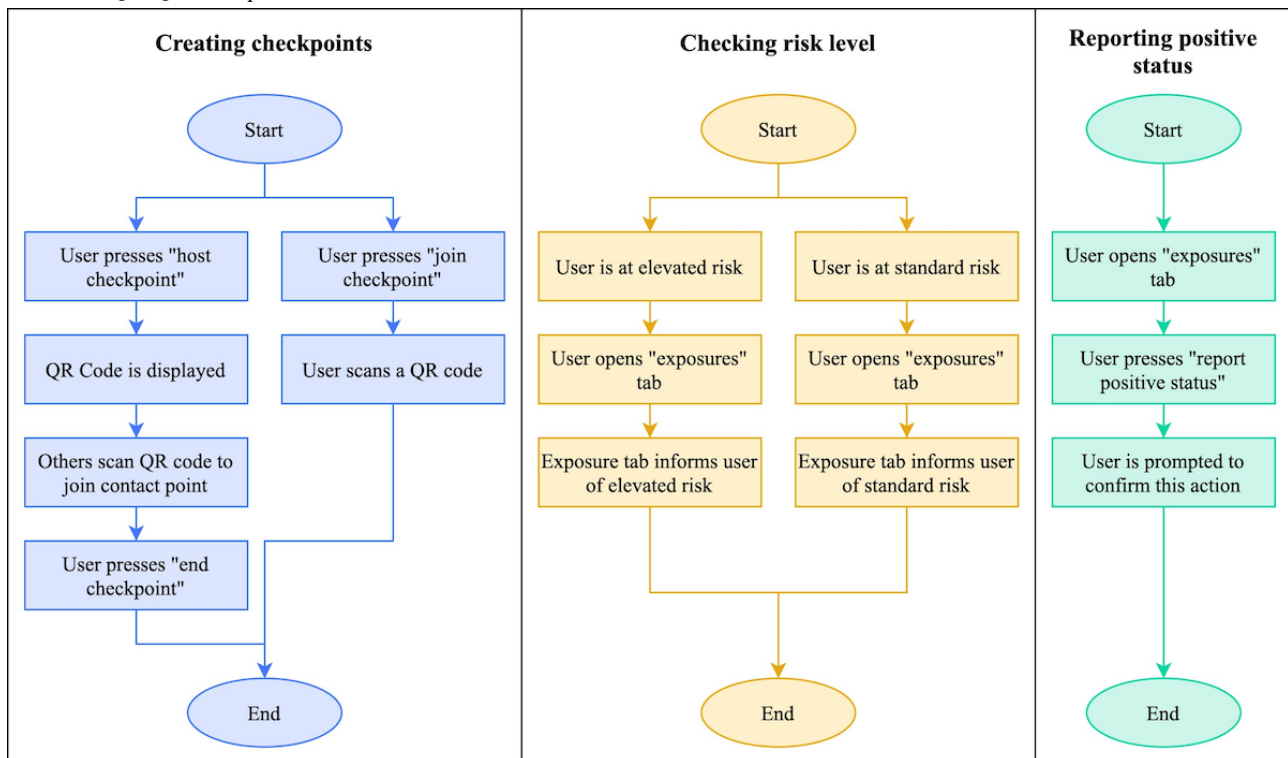 Creating checkpoints
Start
User presses "host
checkpoint"
QR Code is displayed
Others scan QR code to
join contact point
User presses "end
checkpoint"
User presses "join
checkpoint"
User scans a QR code
End
Checking risk level
Start
User is at elevated risk
User opens "exposures"
tab
Exposure tab informs user
of elevated risk
User is at standard risk
User opens "exposures"
tab
Exposure tab informs user
of standard risk
End
Reporting positive
status
Start
User opens "exposures"
tab
User presses "report
positive status"
User is prompted to
confirm this action
End